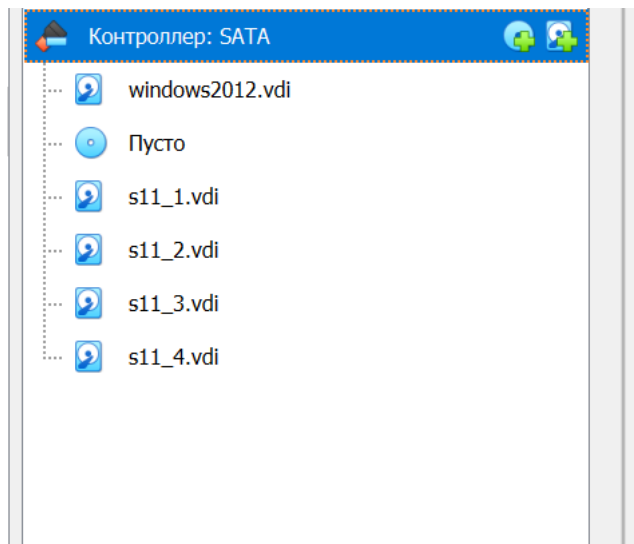 Контроллер: SATA
windows2012.vdi
Пусто
s11_1.vdi
s11_2.vdi
s11_3.vdi
s11_4.vdi